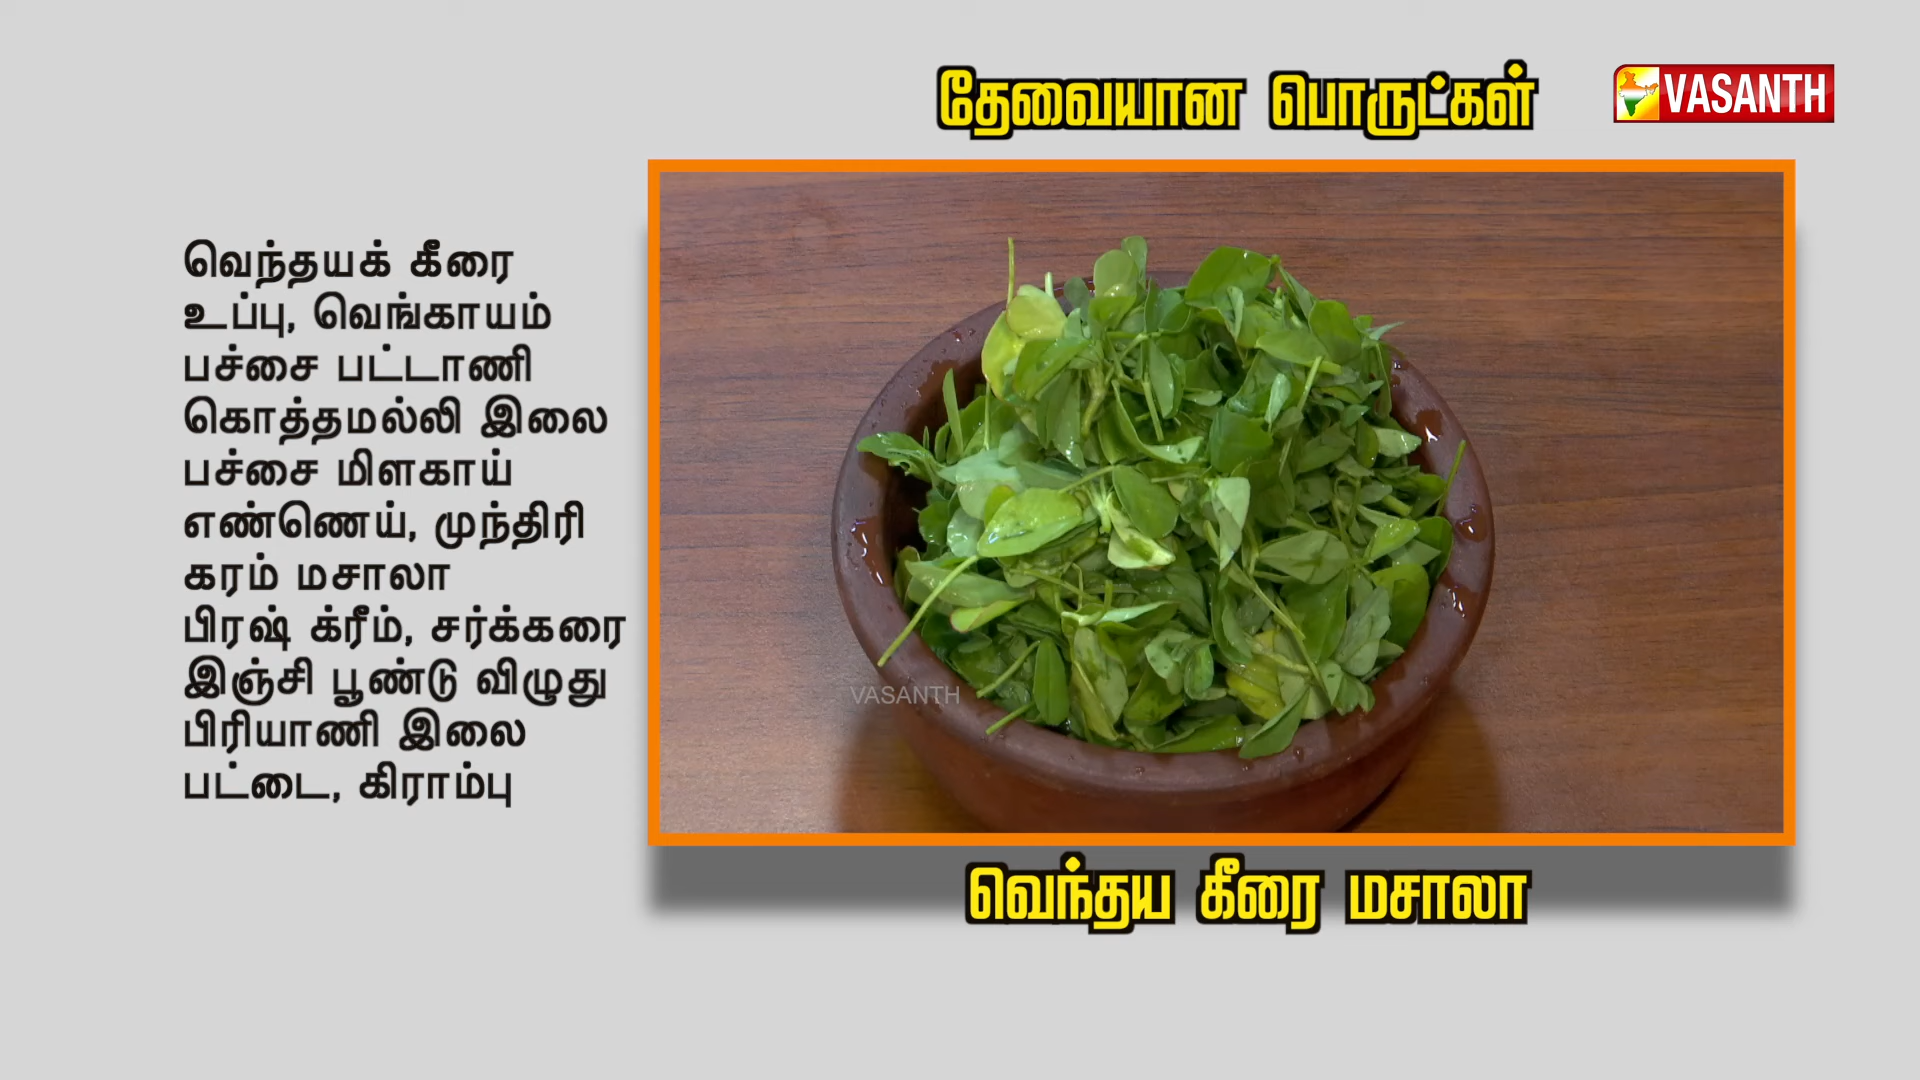 தேவையான பொருட்கள்
VASANTH
வெந்தயக் கீரை
உப்பு, வெங்காயம்
பச்சை பட்டாணி
கொத்தமல்லி இலை
பச்சை மிளகாய்
எண்ணெய், முந்திரி
கரம் மசாலா
பிரஷ் க்ரீம், சர்க்கரை
இஞ்சி பூண்டு விழுது
பிரியாணி இலை
பட்டை, கிராம்பு
VASANTH
வெந்தய கீரை மசாலா